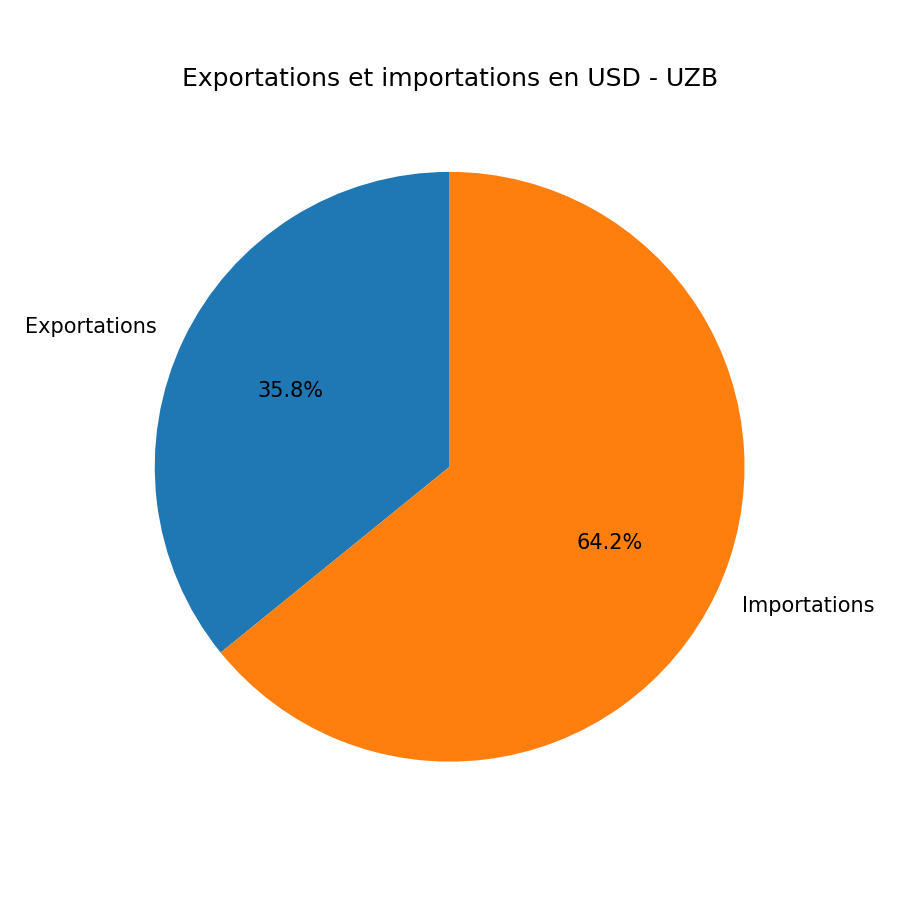 Exportations et importations en USD - UZB
Exportations
35.8%
64.2%
Importations